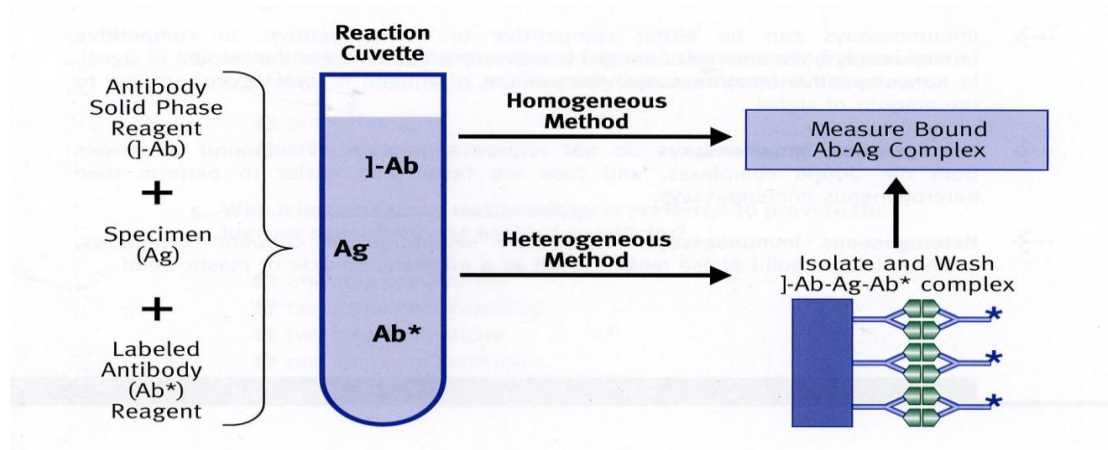 Reaction
Cuvette
Antibody
Solid Phase
Reagent
(]-Ab)
+
Specimen
(Ag)
+
Labeled
Antibody
(Ab*)
Reagent
]-Ab
Ag
Ab*
Homogeneous
Method
Heterogeneous
Method
Measure Bound
Ab-Ag Complex
Isolate and Wash
]-Ab-Ag-Ab* complex
*
*
*